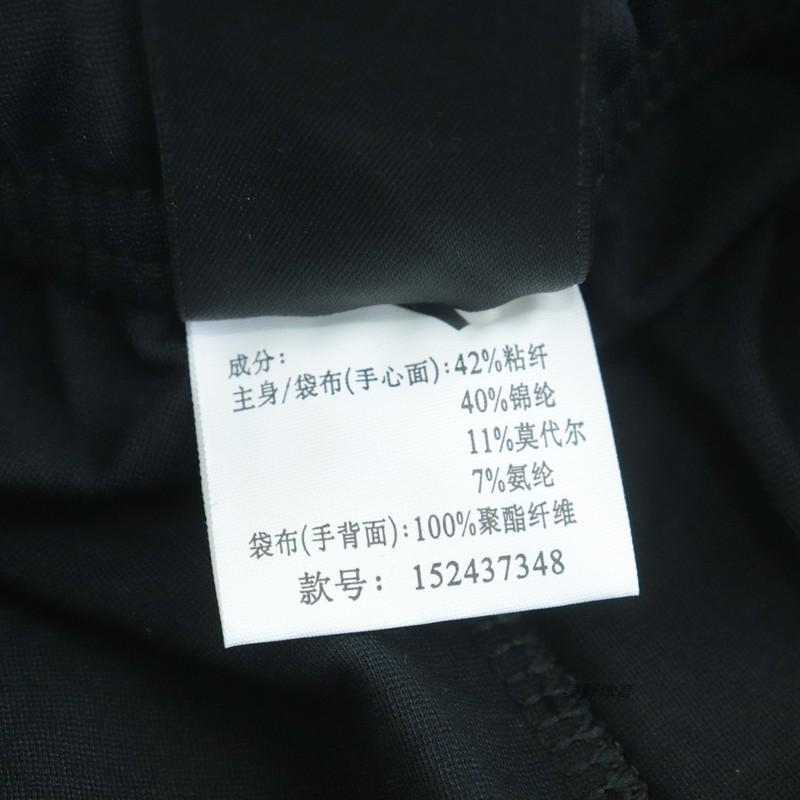 成分:
主身/袋布(手心面):42%粘纤
40%锦纶
11%莫代尔
7%氨纶
袋布(手背面):100%聚酯纤维
款号: 152437348